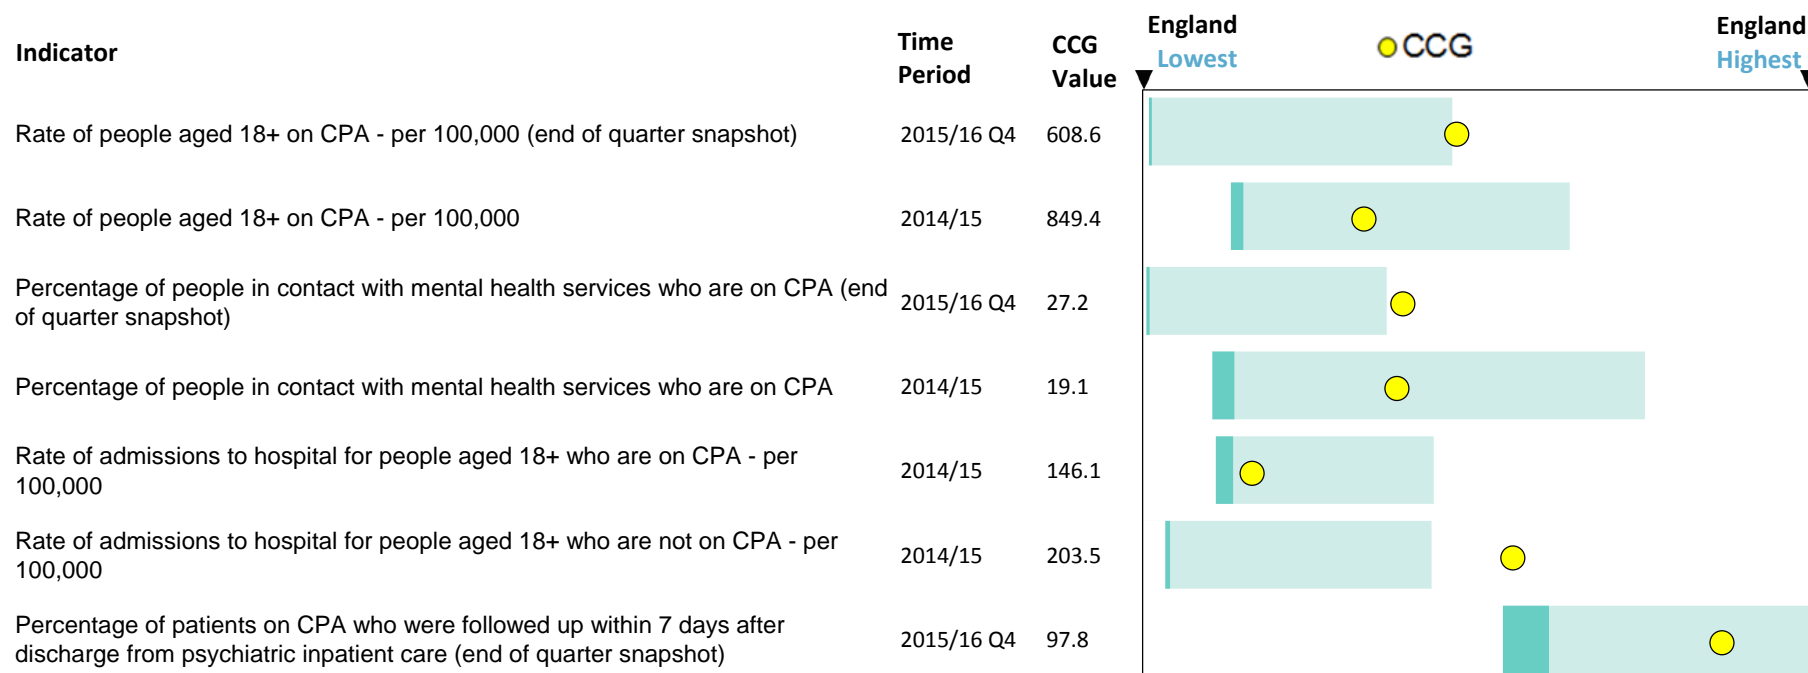 Indicator
Time Period
CCG Value
England Lowest
CCG
England Highest
Rate of people aged 18+ on CPA - per 100,000 (end of quarter snapshot) 2015/16 Q4 608.6
Rate of people aged 18+ on CPA - per 100,000 2014/15 849.4
Percentage of people in contact with mental health services who are on CPA (end
of quarter snapshot) 2015/16 Q4 27.2
Percentage of people in contact with mental health services who are on CPA 2014/15 19.1
Rate of admissions to hospital for people aged 18+ who are on CPA - per
100,000 2014/15 146.1
Rate of admissions to hospital for people aged 18+ who are not on CPA - per
100,000 2014/15 203.5
Percentage of patients on CPA who were followed up within 7 days after
discharge from psychiatric inpatient care (end of quarter snapshot) 2015/16 Q4 97.8